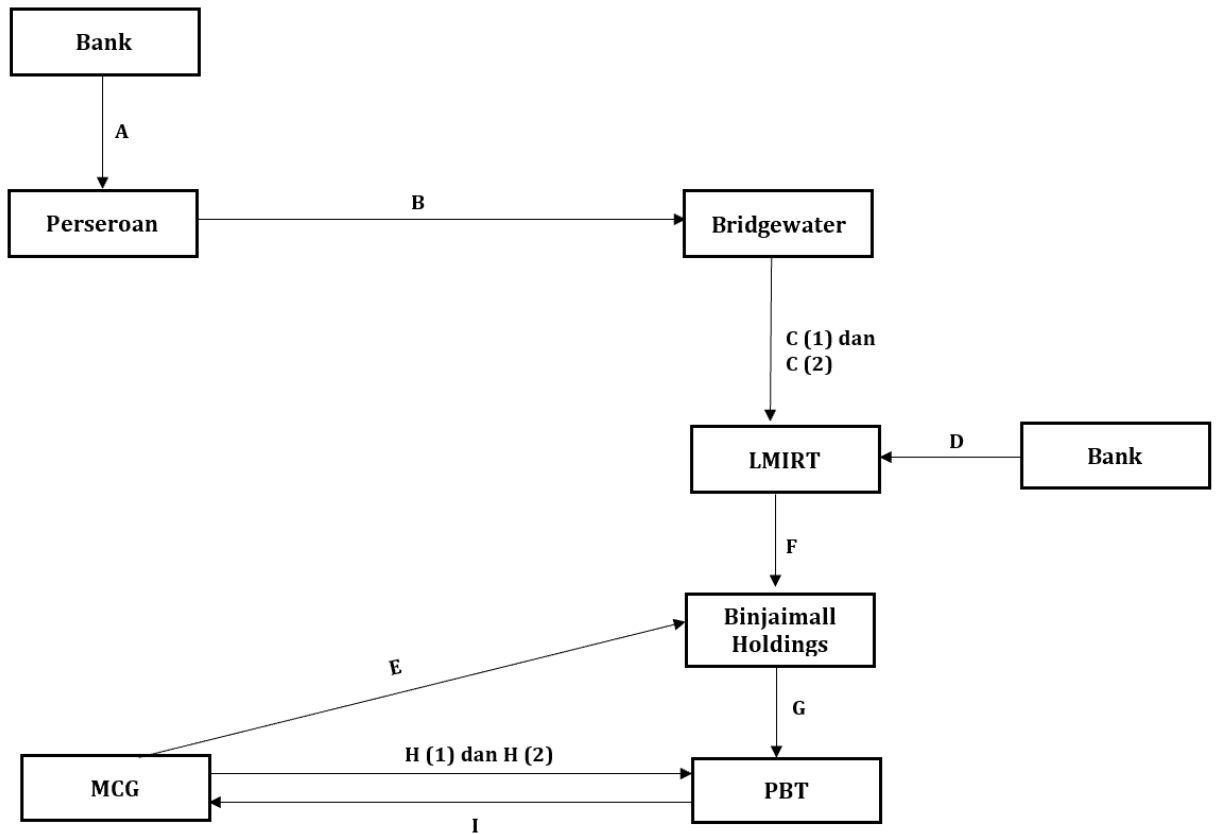 Bank
A
Perseroan
B
Bridgewater
C (1) dan
C (2)
LMIRT
D
Bank
F
Binjaimall
Holdings
E
G
MCG
H (1) dan H (2)
PBT
I